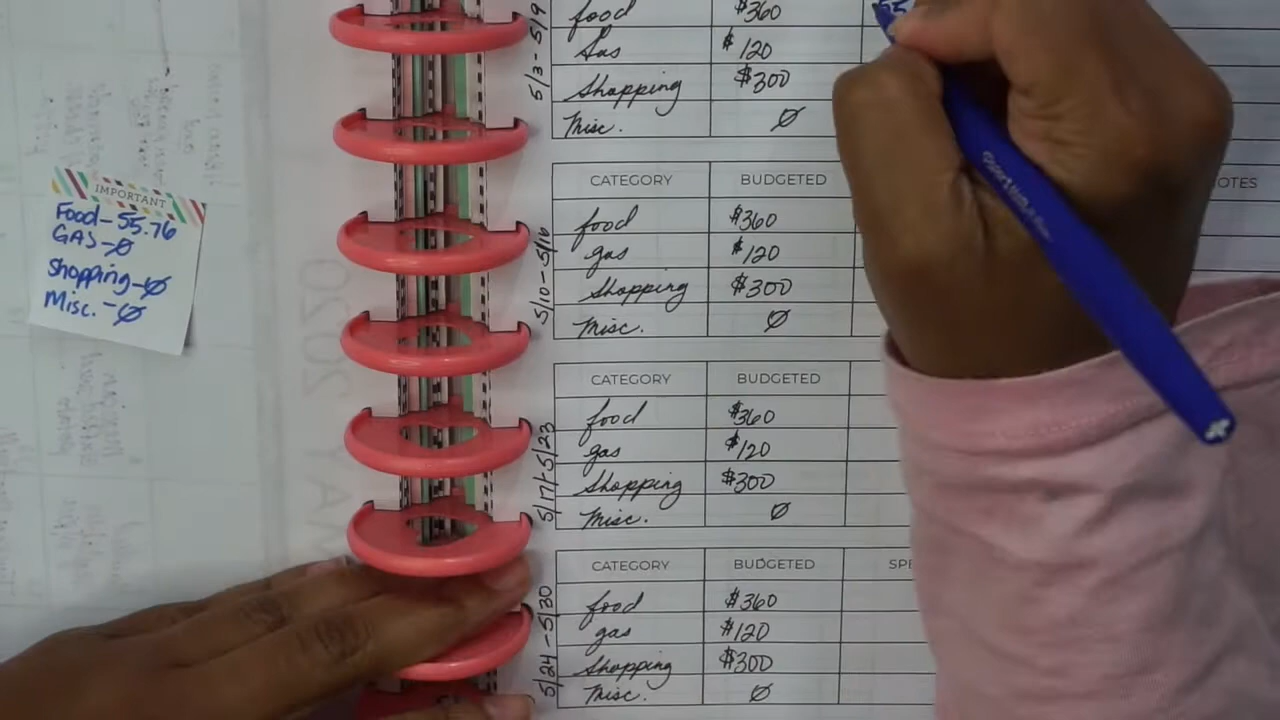 IMPORTANT
Food - 55.76
GAS - Ø
Shopping - Ø
Misc. - Ø
5/3 - 5/9
food $360 55
Gas $120
Shopping $300
Misc. Ø
5/10 - 5/16
CATEGORY BUDGETED
food $360
gas $120
Shopping $300
Misc. Ø
5/17 - 5/23
CATEGORY BUDGETED
food $360
gas $120
Shopping $300
Misc. Ø
5/24 - 5/30
CATEGORY BUDGETED
food $360
gas $120
Shopping $300
Misc. Ø